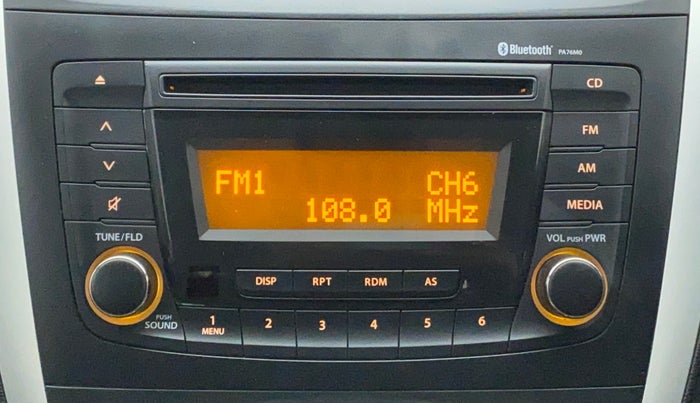 Bluetooth® PA76M0
CD
FM
AM
MEDIA
FM1 CH6
108.0 MHz
TUNE/FLD
VOL PUSH PWR
DISP RPT RDM AS
PUSH
SOUND
1 2 3 4 5 6
MENU